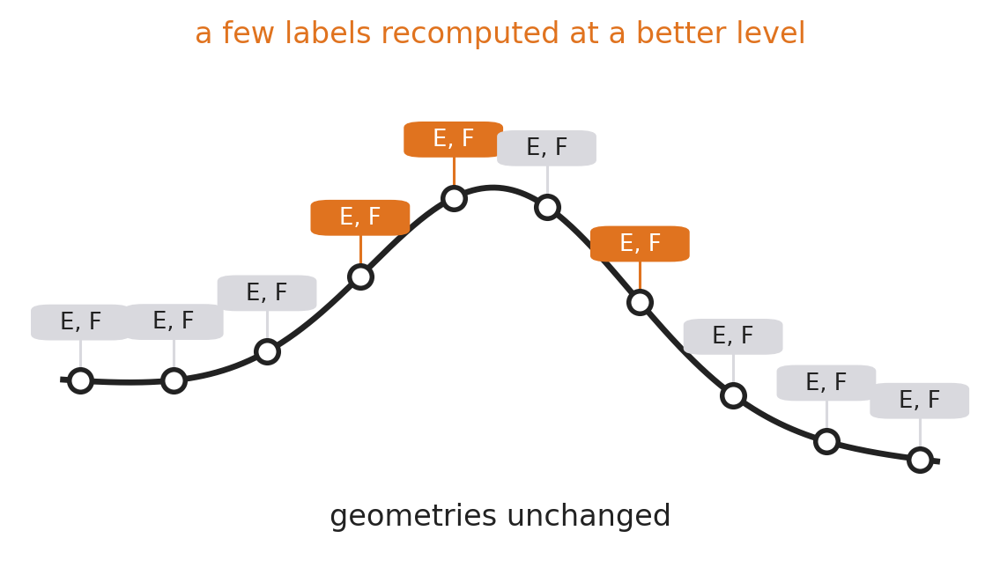 a few labels recomputed at a better level
E, F
E, F
E, F
E, F
E, F
E, F
E, F
E, F
E, F
E, F
geometries unchanged